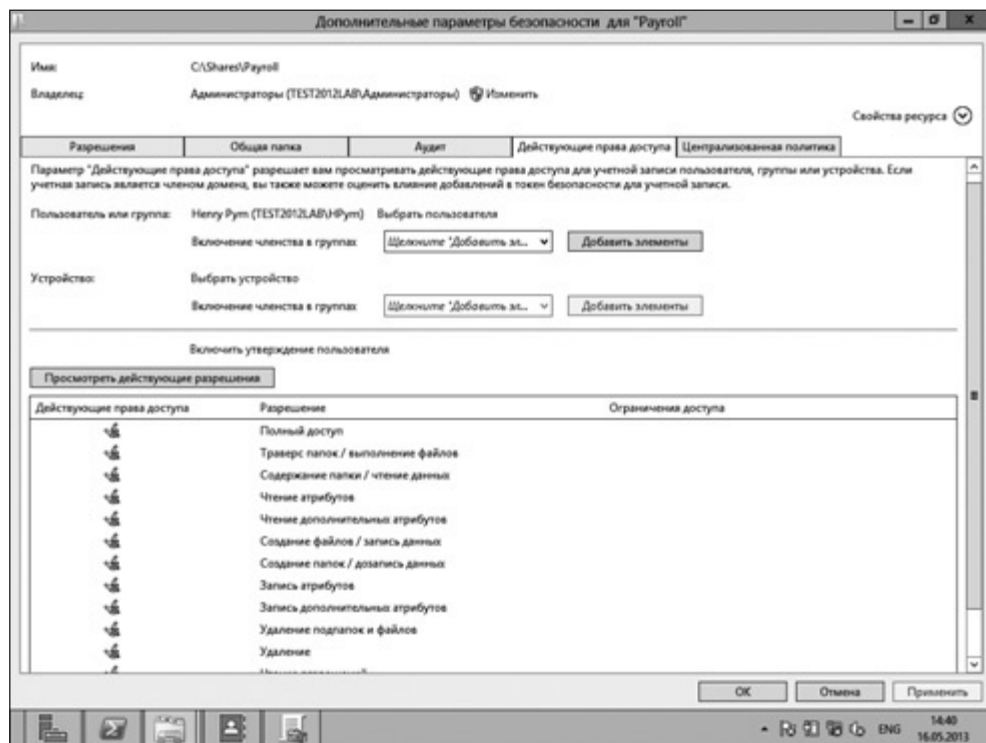 Дополнительные параметры безопасности для "Payroll"
Имя: C:\Shares\Payroll
Владелец: Администраторы (TEST2012LAB\Администраторы) Изменить
Свойства ресурса
Разрешения Общая папка Аудит Действующие права доступа Централизованная политика
Параметр "Действующие права доступа" разрешает вам просматривать действующие права доступа для учетной записи пользователя, группы или устройства. Если
учетная запись является членом домена, вы также можете оценить влияние добавлений в токен безопасности для учетной записи.
Пользователь или группа: Henry Pym (TEST2012LAB\HPym) Выбрать пользователя
Включение членства в группах: Щелкните "Добавить эл... Добавить элементы
Устройство: Выбрать устройство
Включение членства в группах: Щелкните "Добавить эл... Добавить элементы
Включить утверждение пользователя
Просмотреть действующие разрешения
Действующие права доступа Разрешение Ограничения доступа
Полный доступ
Траверс папок / выполнение файлов
Содержание папки / чтение данных
Чтение атрибутов
Чтение дополнительных атрибутов
Создание файлов / запись данных
Создание папок / дозапись данных
Запись атрибутов
Запись дополнительных атрибутов
Удаление подпапок и файлов
Удаление
OK Отмена Применить
ENG 14:40
16.05.2013